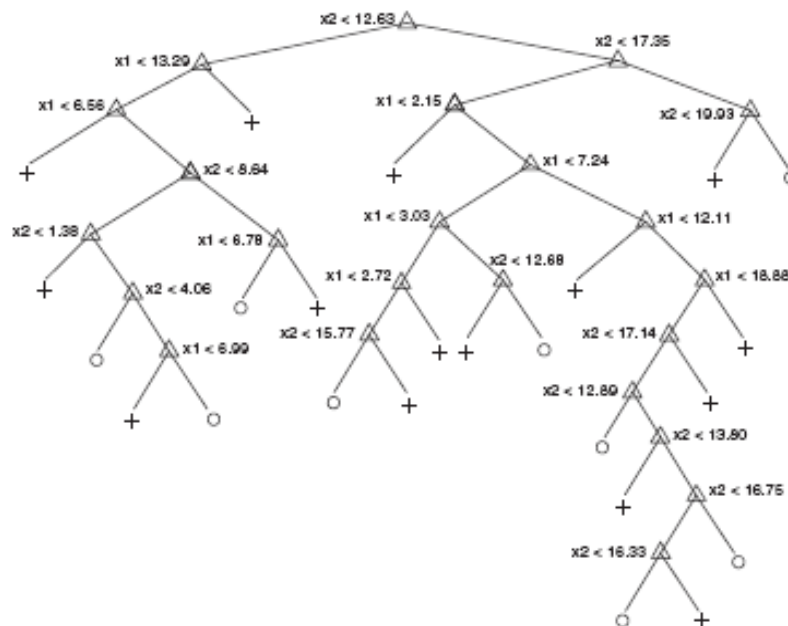 x2 < 12.63
x2 < 17.35
x1 < 13.29
x1 < 6.56
x1 < 2.15
x2 < 19.93
x2 < 8.64
x1 < 7.24
x2 < 1.38
x1 < 6.78
x1 < 3.03
x1 < 12.11
x2 < 4.06
x1 < 2.72
x2 < 12.68
x1 < 18.88
x1 < 6.99
x2 < 15.77
x2 < 17.14
x2 < 12.89
x2 < 13.80
x2 < 16.75
x2 < 16.33